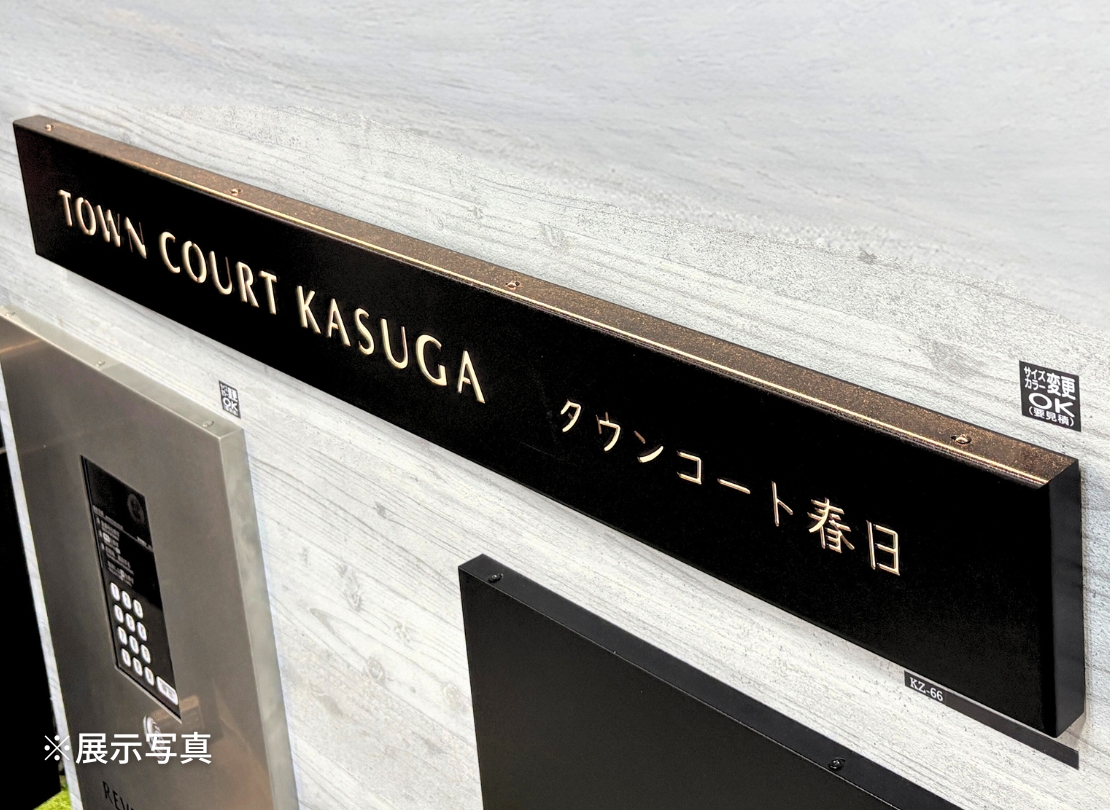 TOWN COURT KASUGA
タウンコート春日
サイズ
カラー
変更
OK
(要見積)
KZ-66
※展示写真